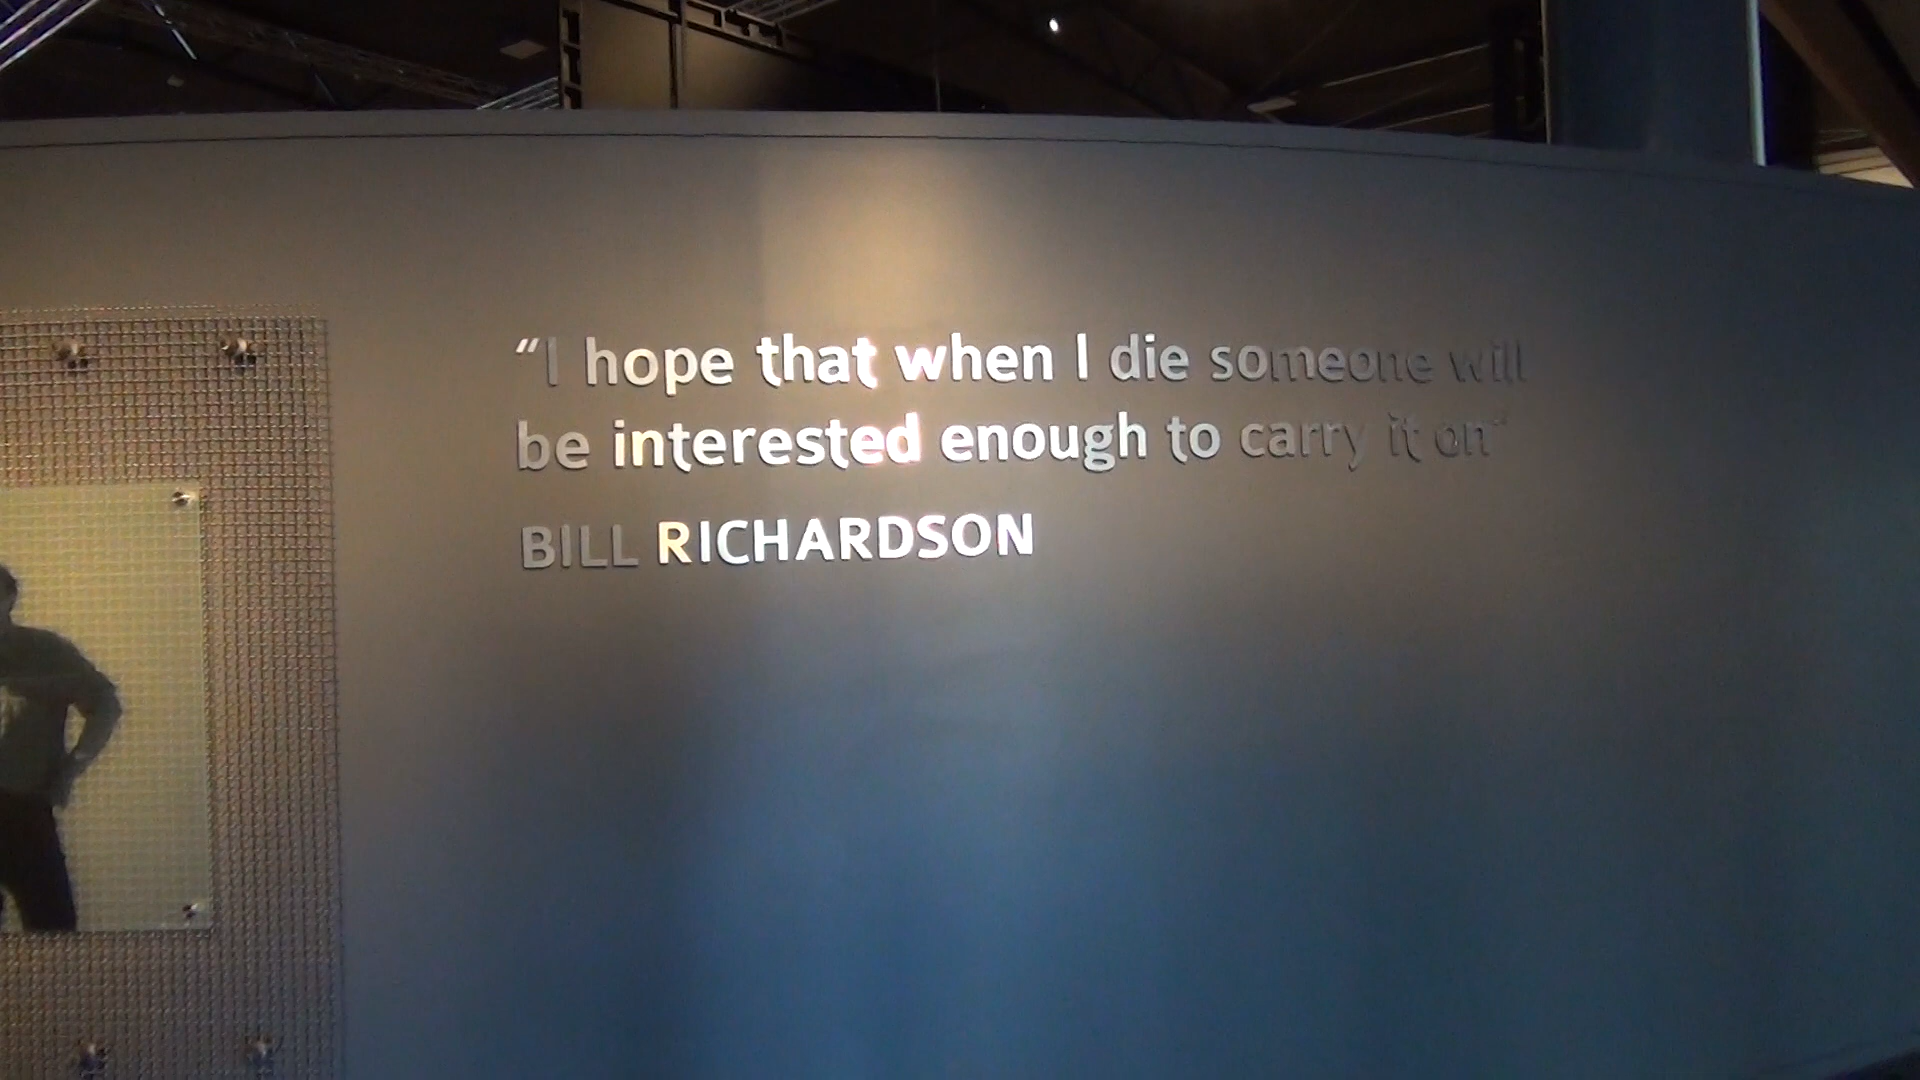 “I hope that when I die someone will
be interested enough to carry it on”
BILL RICHARDSON